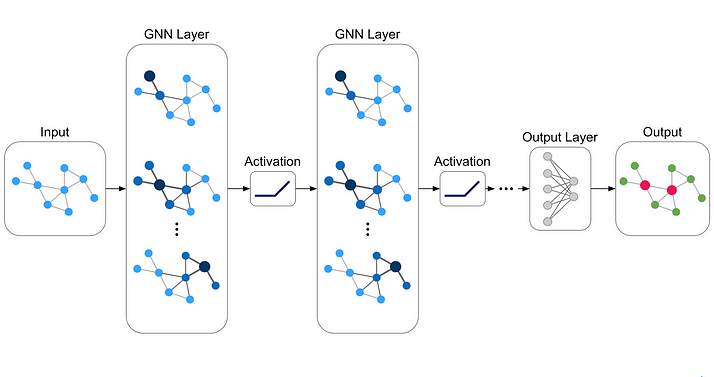 GNN Layer
GNN Layer
Input
Activation
Activation
Output Layer
Output